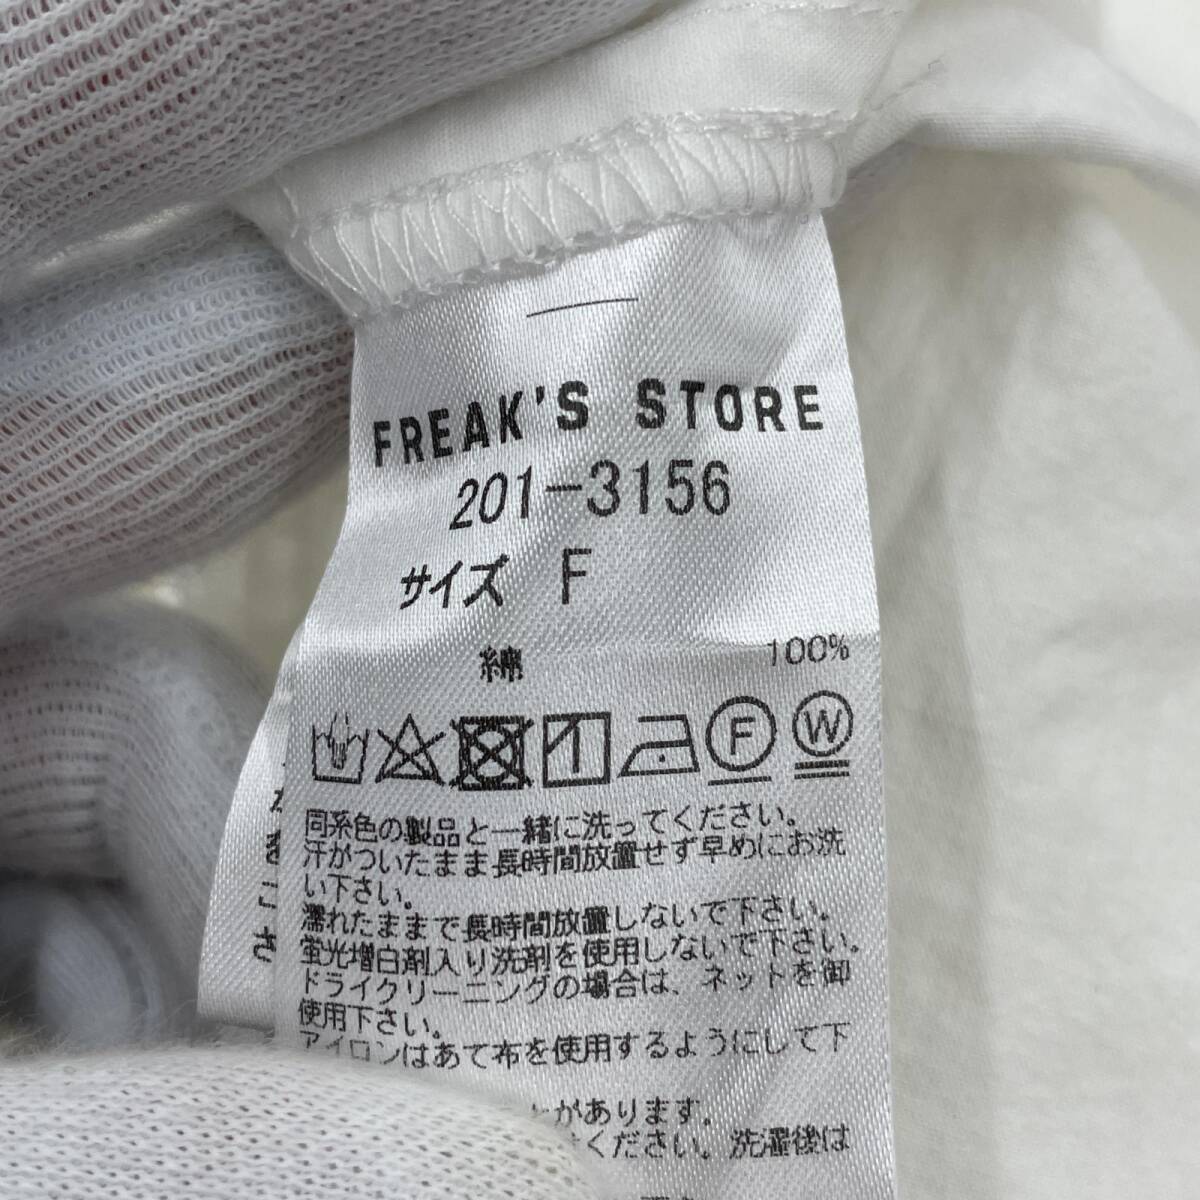 FREAK'S STORE
201-3156
サイズ F
綿 100%
F W
同系色の製品と一緒に洗ってください。
汗がついたまま長時間放置せず早めにお洗
い下さい。
濡れたままで長時間放置しないで下さい。
蛍光増白剤入り洗剤を使用しないで下さい。
ドライクリーニングの場合は、ネットを御
使用下さい。
アイロンはあて布を使用するようにして下
とがあります。
ください。洗濯後は